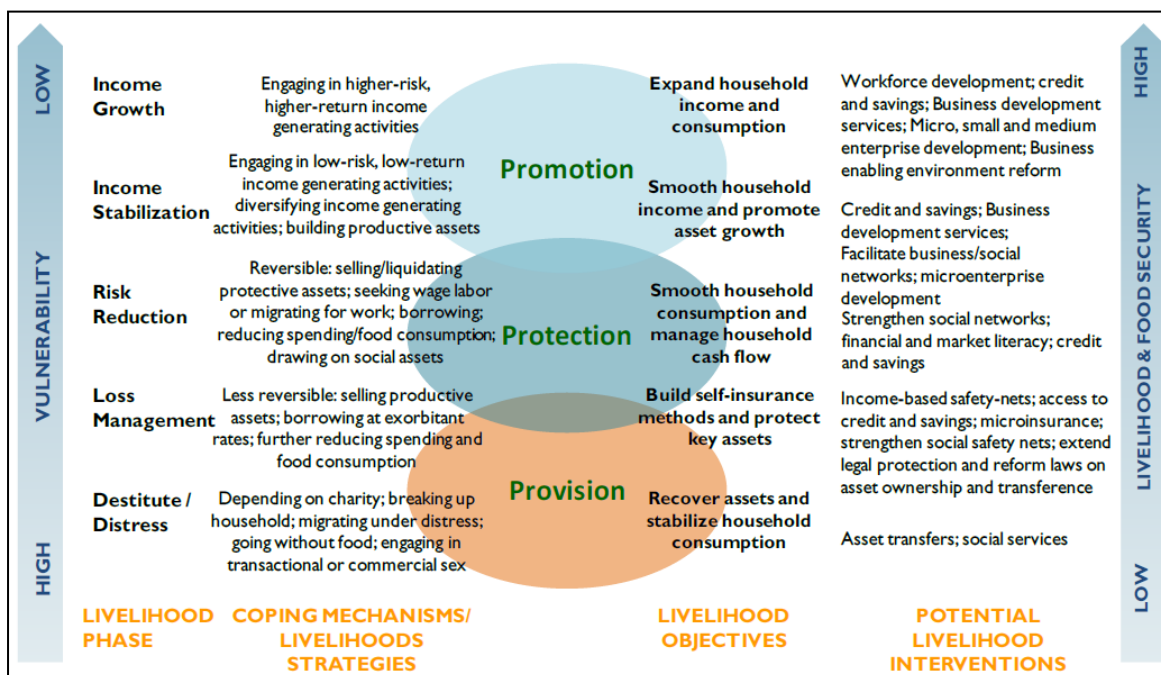 LOW
VULNERABILITY
HIGH
Income
Growth
Engaging in higher-risk,
higher-return income
generating activities
Expand household
income and
consumption
Workforce development; credit
and savings; Business development
services; Micro, small and medium
enterprise development; Business
enabling environment reform
Promotion
Income
Stabilization
Engaging in low-risk, low-return
income generating activities;
diversifying income generating
activities; building productive assets
Smooth household
income and promote
asset growth
Credit and savings; Business
development services;
Facilitate business/social
networks; microenterprise
development
Risk
Reduction
Reversible: selling/liquidating
protective assets; seeking wage labor
or migrating for work; borrowing;
reducing spending/food consumption;
drawing on social assets
Protection
Smooth household
consumption and
manage household
cash flow
Strengthen social networks;
financial and market literacy; credit
and savings
Loss
Management
Less reversible: selling productive
assets; borrowing at exorbitant
rates; further reducing spending and
food consumption
Build self-insurance
methods and protect
key assets
Income-based safety-nets; access to
credit and savings; microinsurance;
strengthen social safety nets; extend
legal protection and reform laws on
asset ownership and transference
Provision
Destitute /
Distress
Depending on charity; breaking up
household; migrating under distress;
going without food; engaging in
transactional or commercial sex
Recover assets and
stabilize household
consumption
Asset transfers; social services
HIGH
LIVELIHOOD & FOOD SECURITY
LOW
LIVELIHOOD
PHASE
COPING MECHANISMS/
LIVELIHOODS
STRATEGIES
LIVELIHOOD
OBJECTIVES
POTENTIAL
LIVELIHOOD
INTERVENTIONS